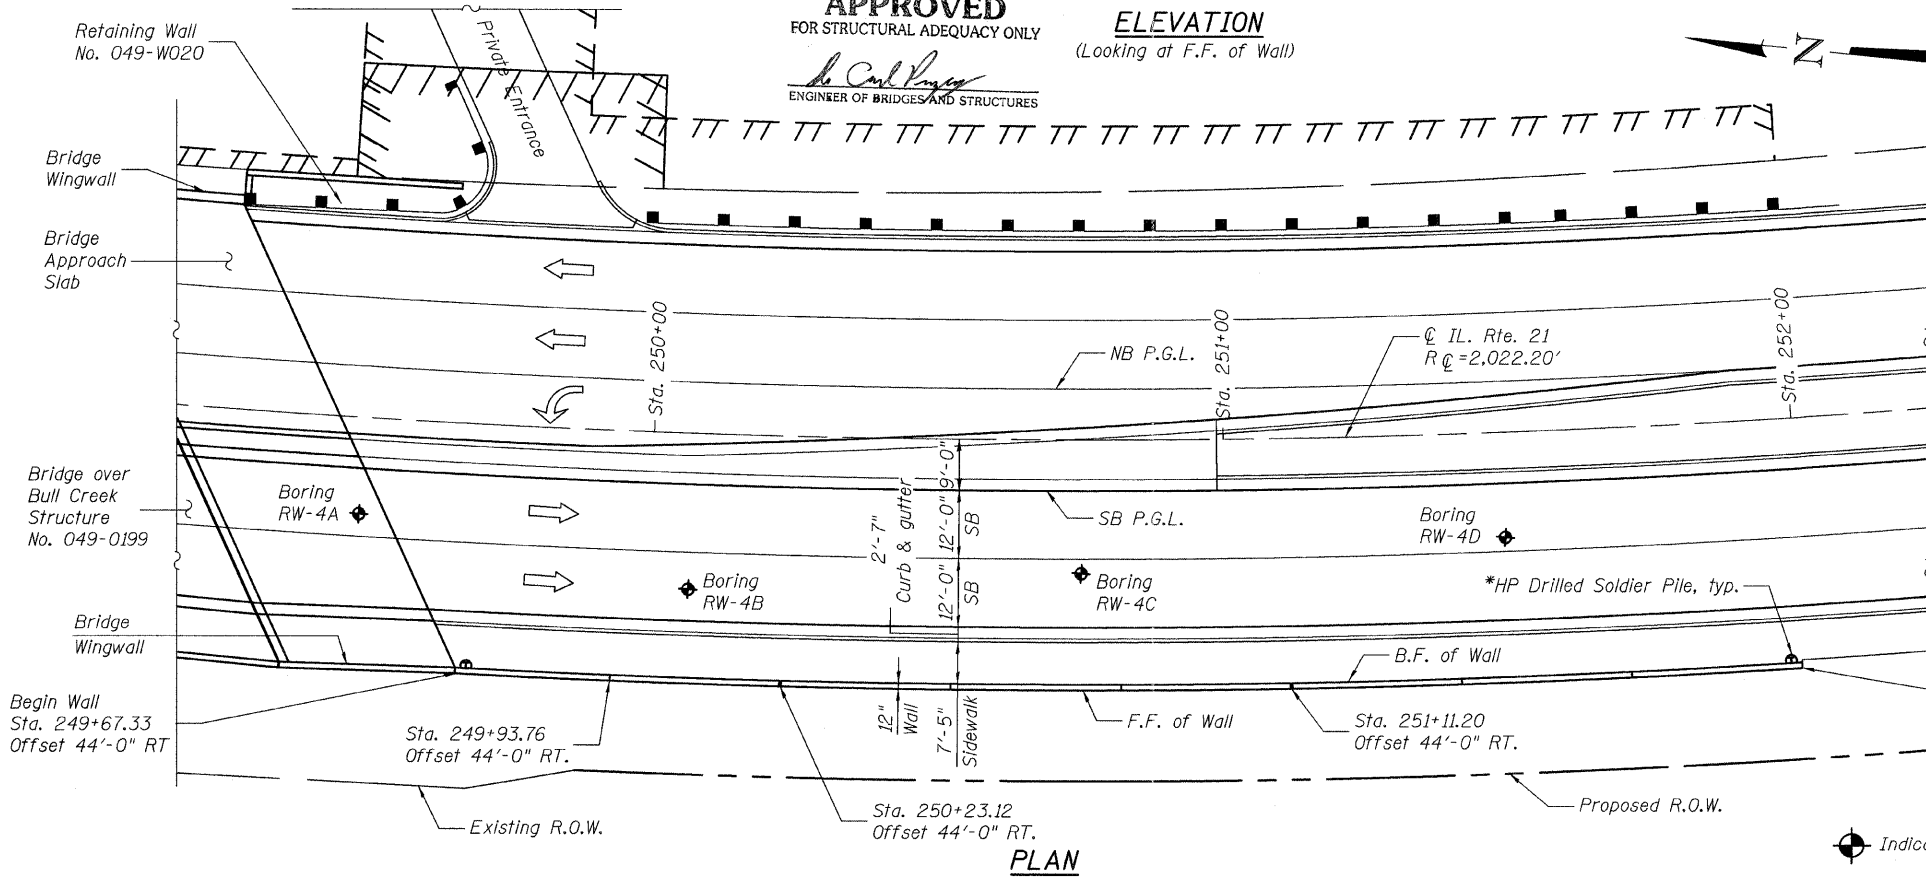 APPROVED
FOR STRUCTURAL ADEQUACY ONLY
ENGINEER OF BRIDGES AND STRUCTURES
ELEVATION
(Looking at F.F. of Wall)
N
Retaining Wall
No. 049-W020
Private Entrance
Bridge
Wingwall
Bridge
Approach
Slab
Sta. 250+00
Sta. 251+00
Sta. 252+00
NB P.G.L.
℄ IL. Rte. 21
R ℄ =2,022.20'
Bridge over
Bull Creek
Structure
No. 049-0199
Boring
RW-4A
Boring
RW-4B
Boring
RW-4C
Boring
RW-4D
SB P.G.L.
2'-7"
Curb & gutter
9'-0"
12'-0"
SB
12'-0"
SB
*HP Drilled Soldier Pile, typ.
Bridge
Wingwall
B.F. of Wall
F.F. of Wall
12"
Wall
7'-5"
Sidewalk
Begin Wall
Sta. 249+67.33
Offset 44'-0" RT
Sta. 249+93.76
Offset 44'-0" RT.
Sta. 250+23.12
Offset 44'-0" RT.
Sta. 251+11.20
Offset 44'-0" RT.
Existing R.O.W.
Proposed R.O.W.
PLAN